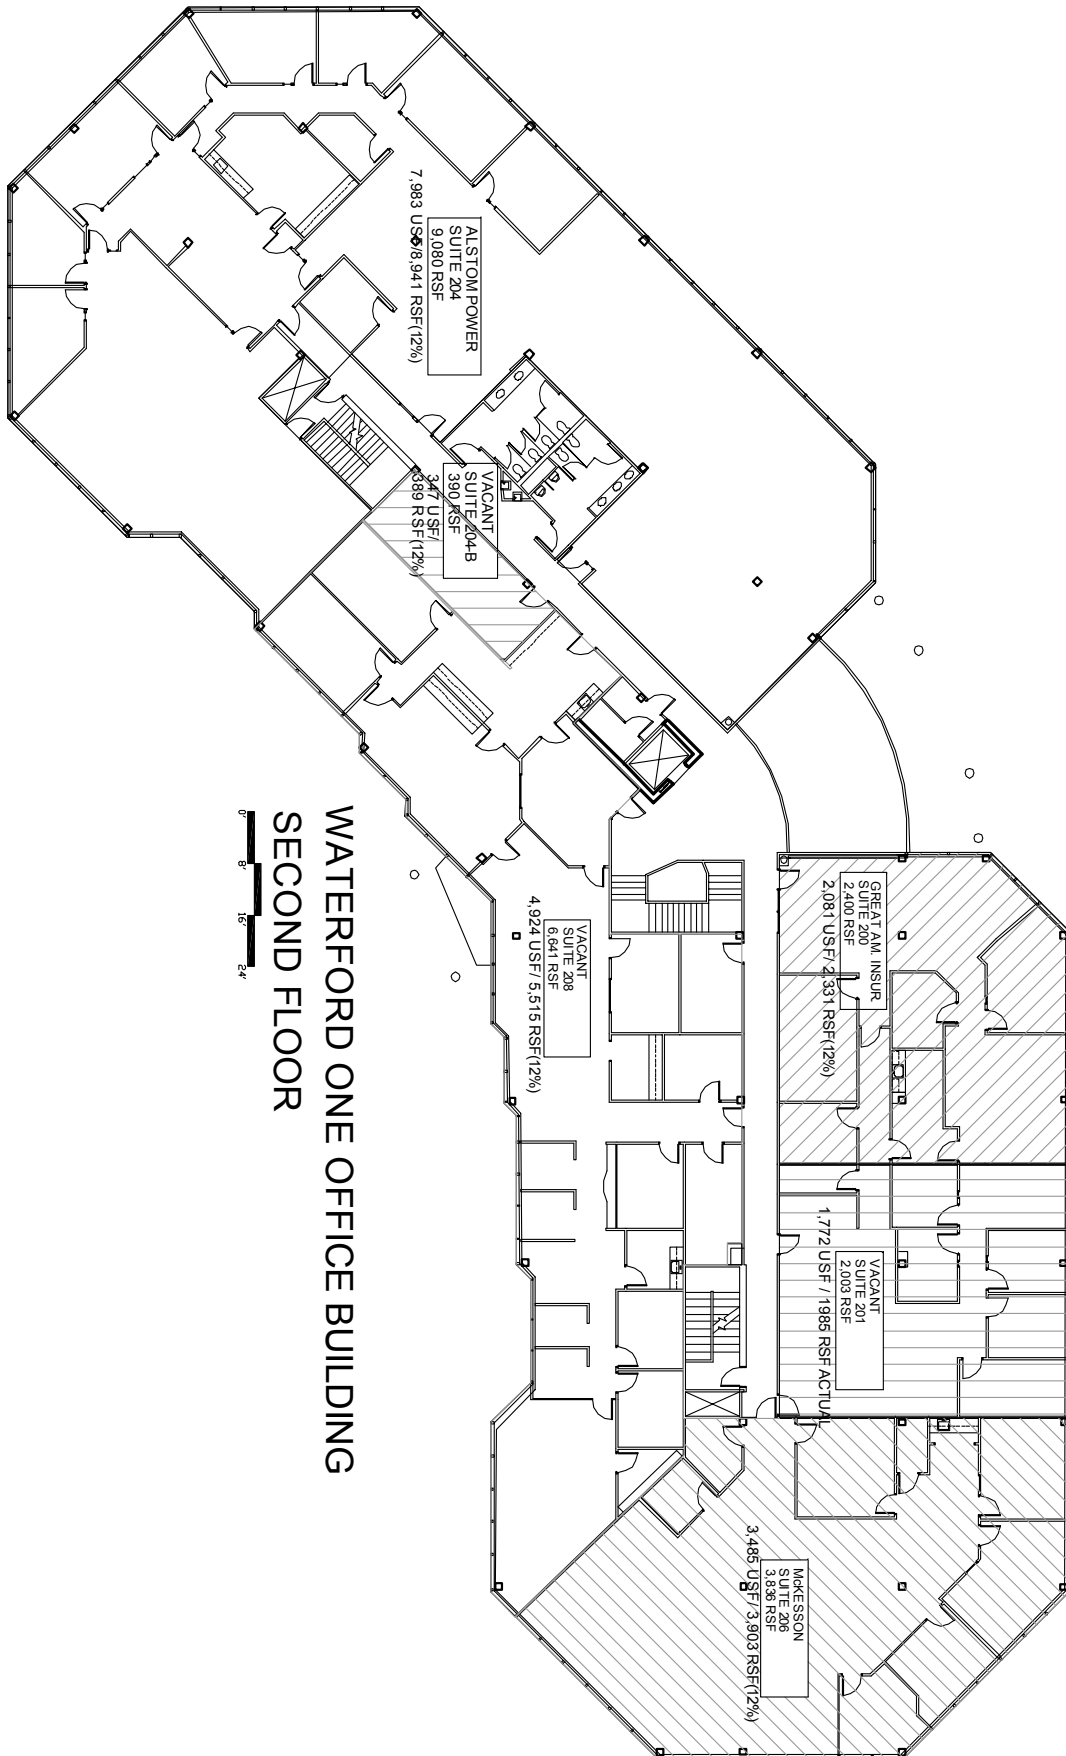 ALSTOM POWER
SUITE 204
9,080 RSF
7,983 USF/8,941 RSF(12%)
VACANT
SUITE 204-B
390 RSF
347 USF/
389 RSF(12%)
GREAT AM. INSUR
SUITE 200
2,400 RSF
2,081 USF/ 2,331 RSF(12%)
VACANT
SUITE 208
6,641 RSF
4,924 USF/ 5,515 RSF(12%)
VACANT
SUITE 201
2,003 RSF
1,772 USF / 1985 RSF ACTUAL
McKESSON
SUITE 206
3,836 RSF
3,485 USF/ 3,903 RSF(12%)
WATERFORD ONE OFFICE BUILDING
SECOND FLOOR
0' 8' 16' 24'